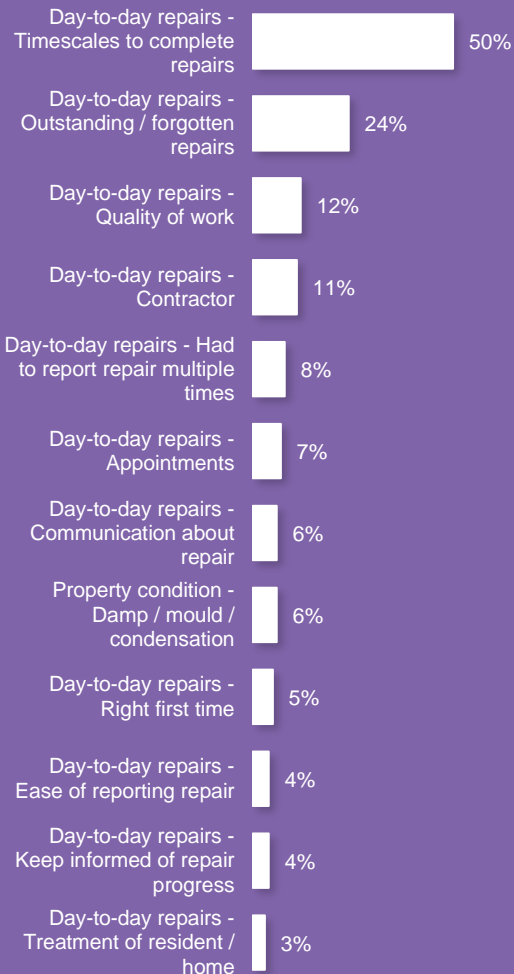 Day-to-day repairs -
Timescales to complete
repairs
50%
Day-to-day repairs -
Outstanding / forgotten
repairs
24%
Day-to-day repairs -
Quality of work
12%
Day-to-day repairs -
Contractor
11%
Day-to-day repairs - Had
to report repair multiple
times
8%
Day-to-day repairs -
Appointments
7%
Day-to-day repairs -
Communication about
repair
6%
Property condition -
Damp / mould /
condensation
6%
Day-to-day repairs -
Right first time
5%
Day-to-day repairs -
Ease of reporting repair
4%
Day-to-day repairs -
Keep informed of repair
progress
4%
Day-to-day repairs -
Treatment of resident /
home
3%